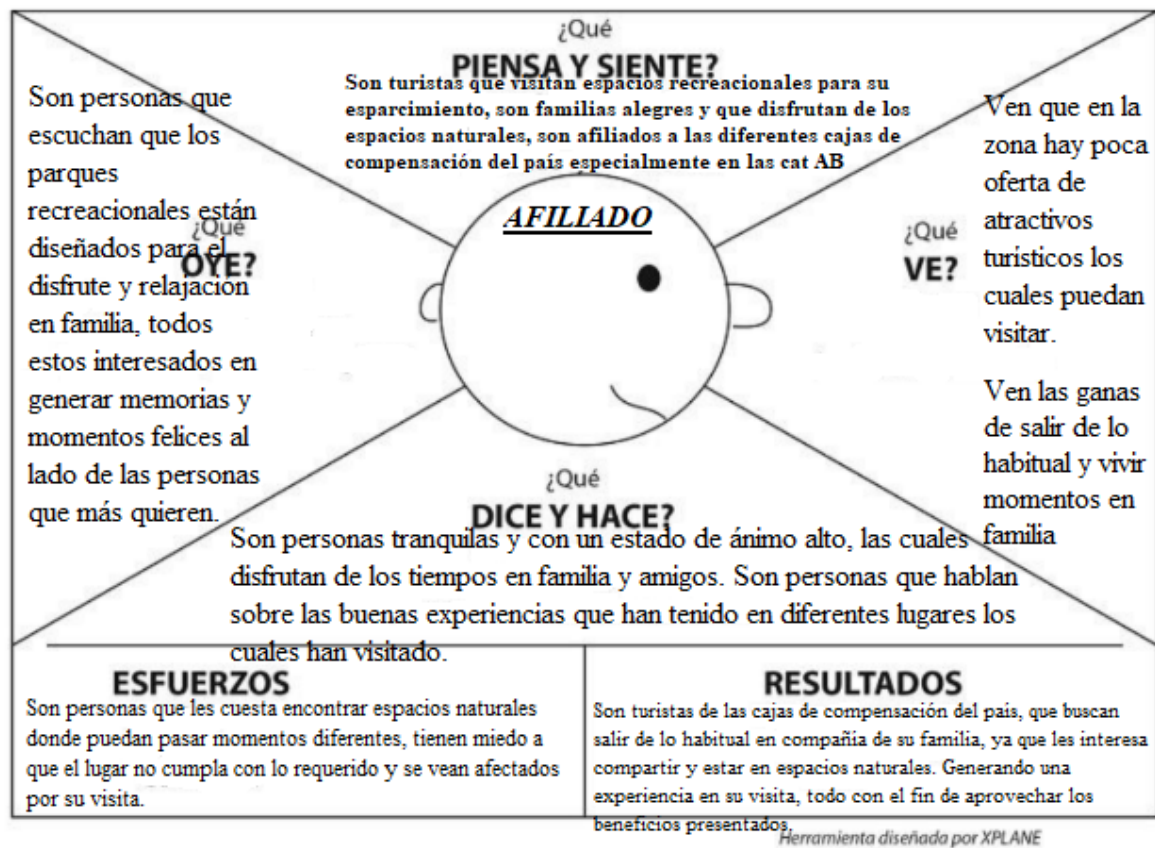 ¿Qué
PIENSA Y SIENTE?
Son turistas que visitan espacios recreacionales para su
esparcimiento, son familias alegres y que disfrutan de los
espacios naturales, son afiliados a las diferentes cajas de
compensación del país especialmente en las cat AB
Son personas que
escuchan que los
parques
recreacionales están
diseñados para el
disfrute y relajación
en familia, todos
estos interesados en
generar memorias y
momentos felices al
lado de las personas
que más quieren.
¿Qué
OYE?
AFILIADO
¿Qué
VE?
Ven que en la
zona hay poca
oferta de
atractivos
turísticos los
cuales puedan
visitar.
Ven las ganas
de salir de lo
habitual y vivir
momentos en
familia
¿Qué
DICE Y HACE?
Son personas tranquilas y con un estado de ánimo alto, las cuales
disfrutan de los tiempos en familia y amigos. Son personas que hablan
sobre las buenas experiencias que han tenido en diferentes lugares los
cuales han visitado.
ESFUERZOS
Son personas que les cuesta encontrar espacios naturales
donde puedan pasar momentos diferentes, tienen miedo a
que el lugar no cumpla con lo requerido y se vean afectados
por su visita.
RESULTADOS
Son turistas de las cajas de compensación del país, que buscan
salir de lo habitual en compañía de su familia, ya que les interesa
compartir y estar en espacios naturales. Generando una
experiencia en su visita, todo con el fin de aprovechar los
beneficios presentados.
Herramienta diseñada por XPLANE